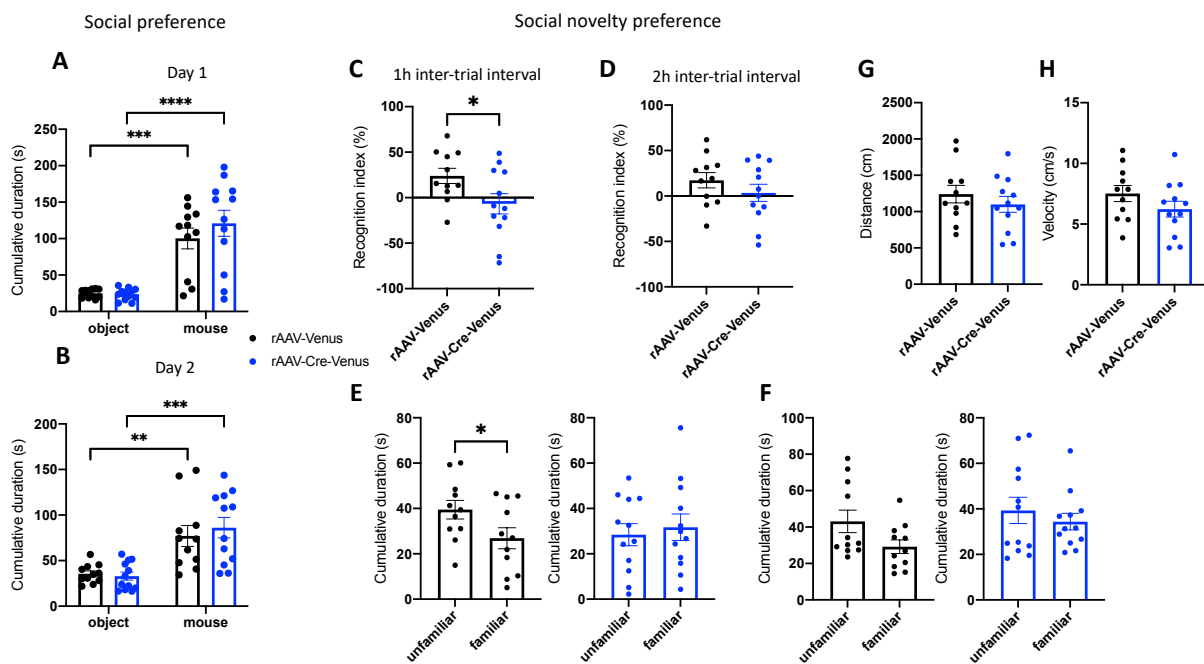 Social preference
Social novelty preference
A
Day 1
****
***
Cumulative duration (s)
250
200
150
100
50
0
object
mouse
rAAV-Venus
rAAV-Cre-Venus
B
Day 2
***
**
Cumulative duration (s)
200
150
100
50
0
object
mouse
C
1h inter-trial interval
*
Recognition index (%)
100
50
0
-50
-100
rAAV-Venus
rAAV-Cre-Venus
D
2h inter-trial interval
Recognition index (%)
100
50
0
-50
-100
rAAV-Venus
rAAV-Cre-Venus
G
Distance (cm)
2500
2000
1500
1000
500
0
rAAV-Venus
rAAV-Cre-Venus
H
Velocity (cm/s)
15
10
5
0
rAAV-Venus
rAAV-Cre-Venus
E
*
Cumulative duration (s)
80
60
40
20
0
unfamiliar
familiar
Cumulative duration (s)
80
60
40
20
0
unfamiliar
familiar
F
Cumulative duration (s)
100
80
60
40
20
0
unfamiliar
familiar
Cumulative duration (s)
80
60
40
20
0
unfamiliar
familiar